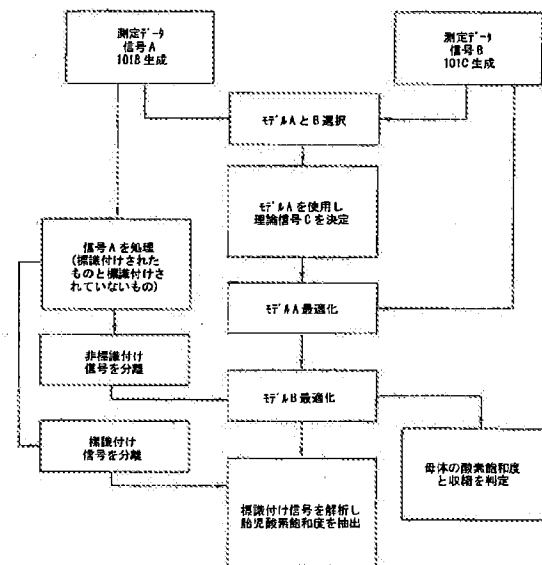 測定ﾃﾞｰﾀ
信号A
101B 生成
測定ﾃﾞｰﾀ
信号B
101C 生成
ﾓﾃﾞﾙAとB選択
ﾓﾃﾞﾙAを使用し
理論信号Cを決定
信号Aを処理
(標識付けされた
ものと標識付けさ
れていないもの)
ﾓﾃﾞﾙA最適化
非標識付け
信号を分離
ﾓﾃﾞﾙB最適化
標識付け
信号を分離
母体の酸素飽和度
と収縮を判定
標識付け信号を解析し
胎児酸素飽和度を抽出